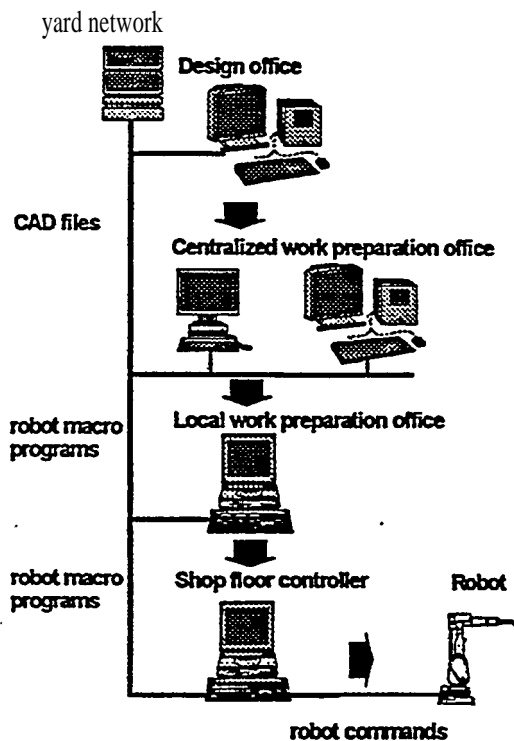 yard network
Design office
CAD files
Centralized work preparation office
robot macro
programs
Local work preparation office
robot macro
programs
Shop floor controller
Robot
robot commands